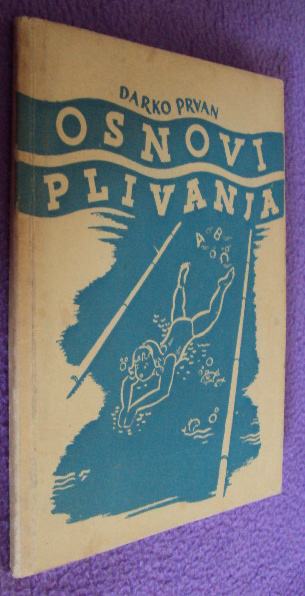 DARKO PRVAN
OSNOVI
PLIVANJA
A B C